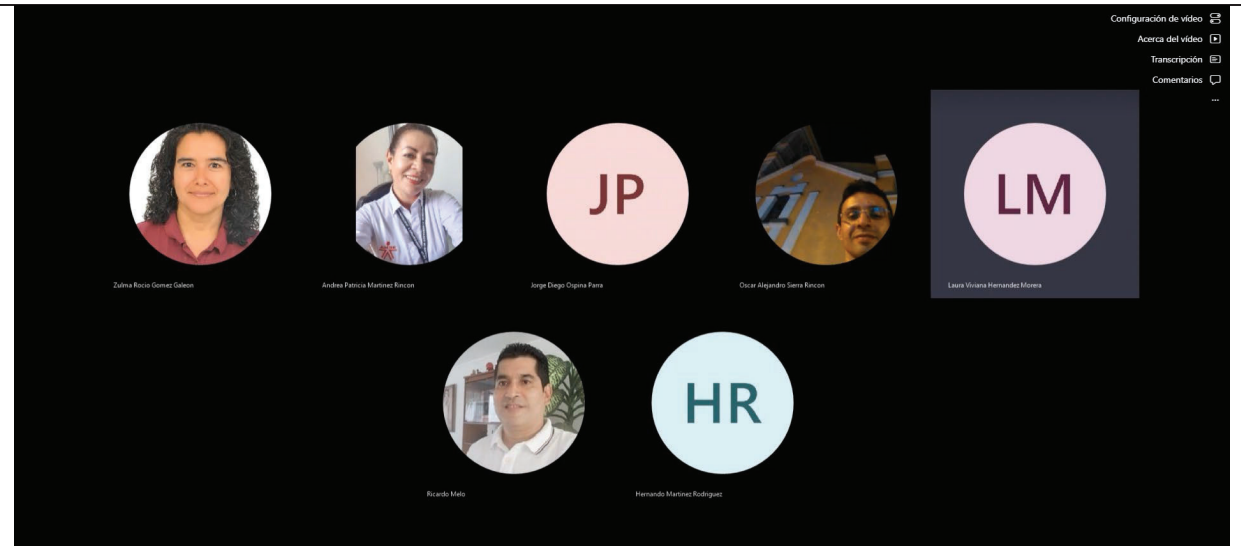 Configuración de vídeo
Acerca del vídeo
Transcripción
Comentarios
JP
LM
Zulma Rocio Gomez Galeon
Andrea Patricia Martinez Rincon
Jorge Diego Ospina Parra
Oscar Alejandro Sierra Rincon
Laura Viviana Hernandez Morera
HR
Ricardo Melo
Hernando Martinez Rodriguez